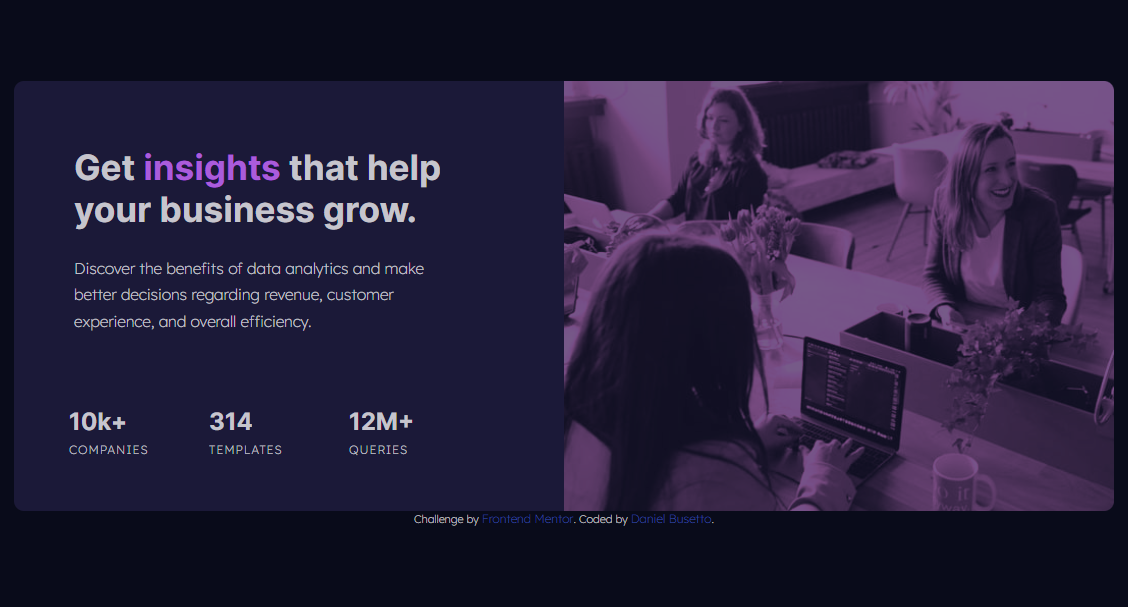 Get insights that help
your business grow.
Discover the benefits of data analytics and make
better decisions regarding revenue, customer
experience, and overall efficiency.
10k+ 314 12M+
COMPANIES TEMPLATES QUERIES
Challenge by Frontend Mentor. Coded by Daniel Busetto.